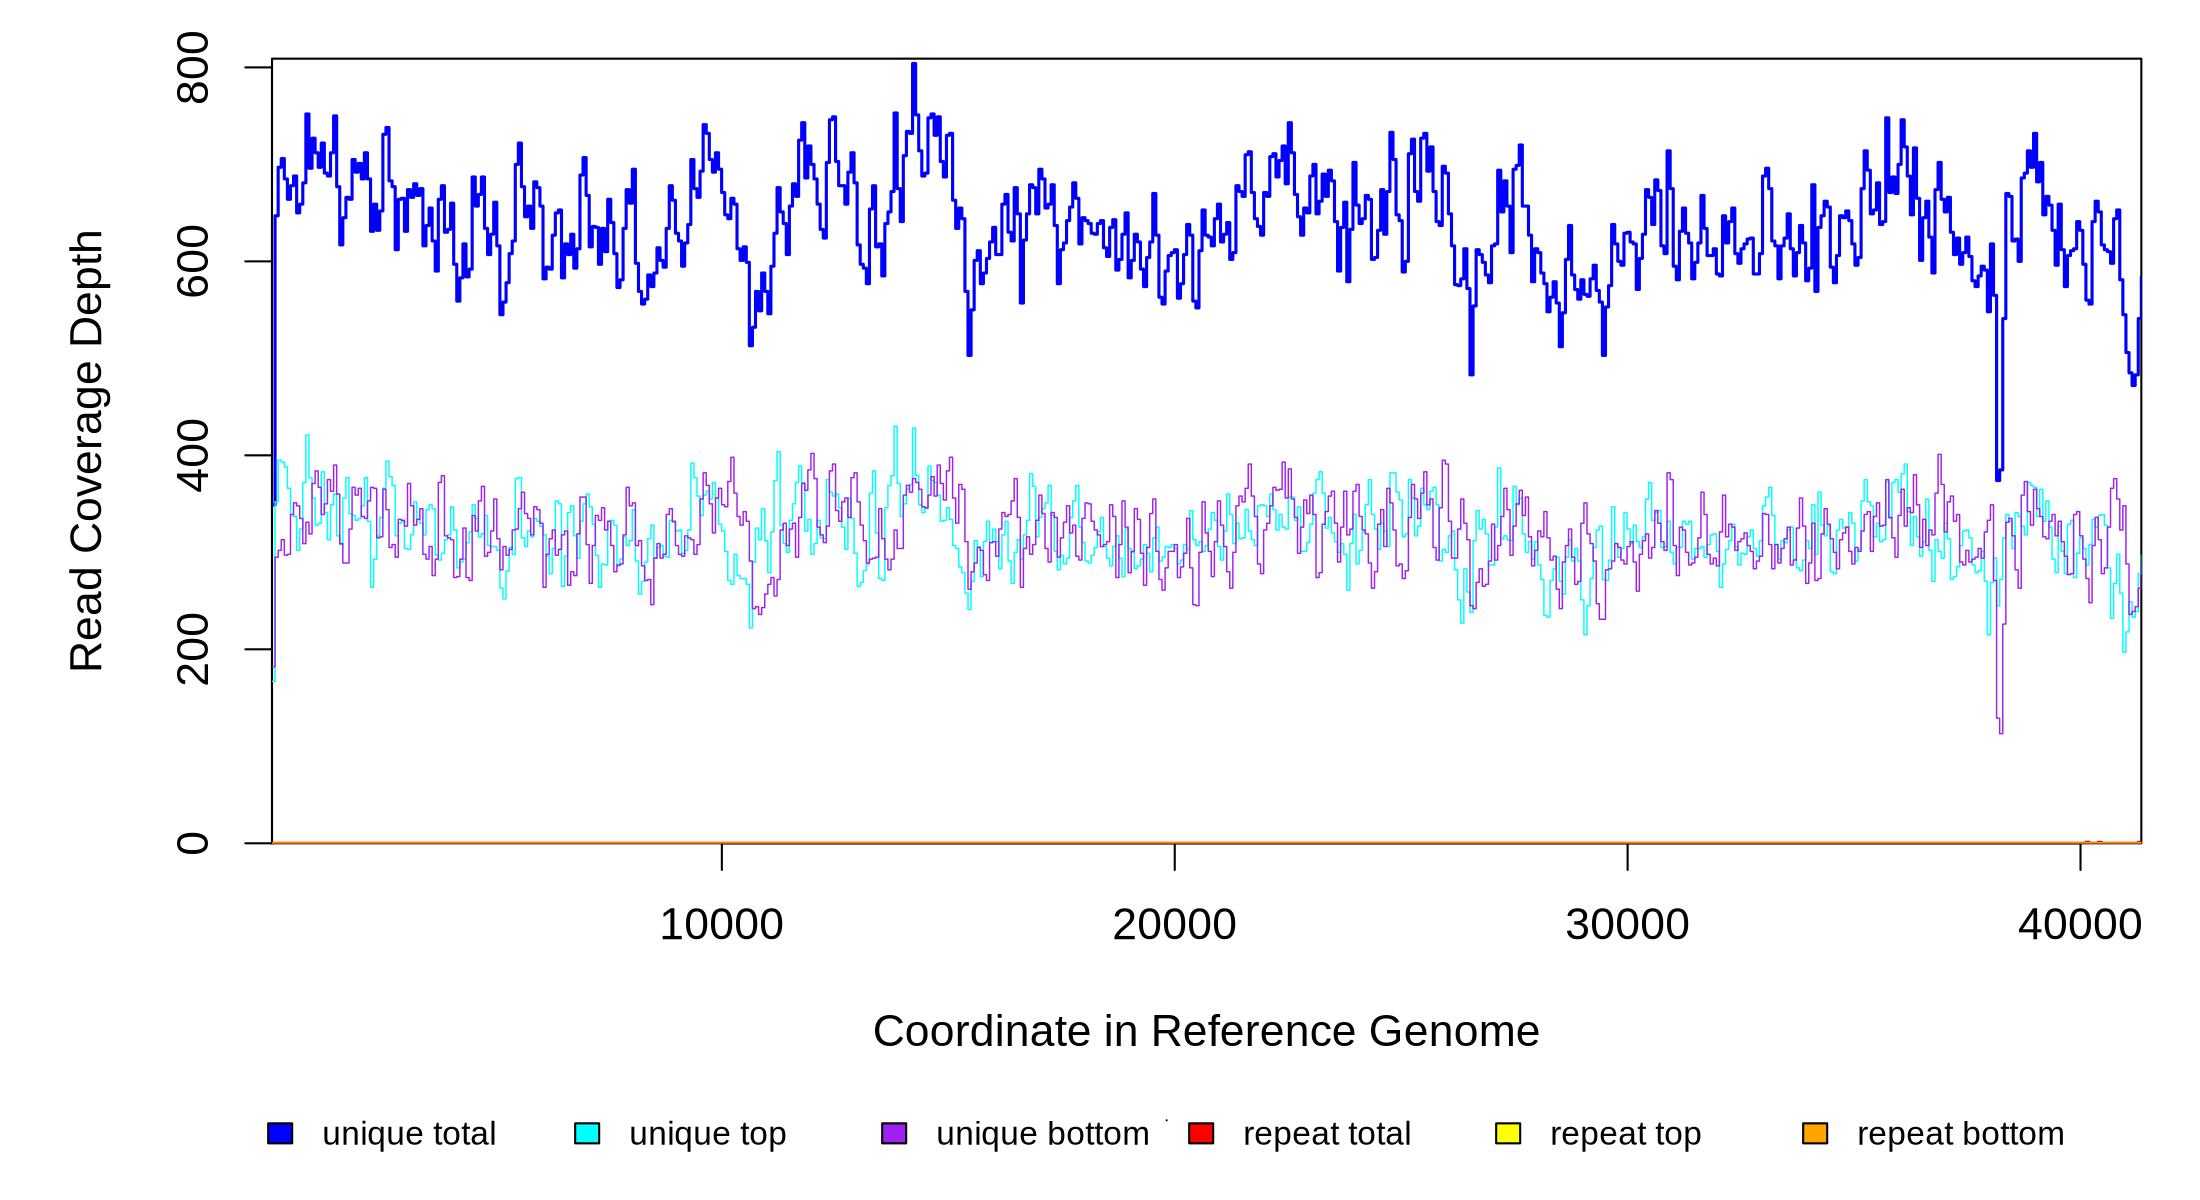 800
600
400
200
0
Read Coverage Depth
10000 20000 30000 40000
Coordinate in Reference Genome
unique total unique top unique bottom repeat total repeat top repeat bottom